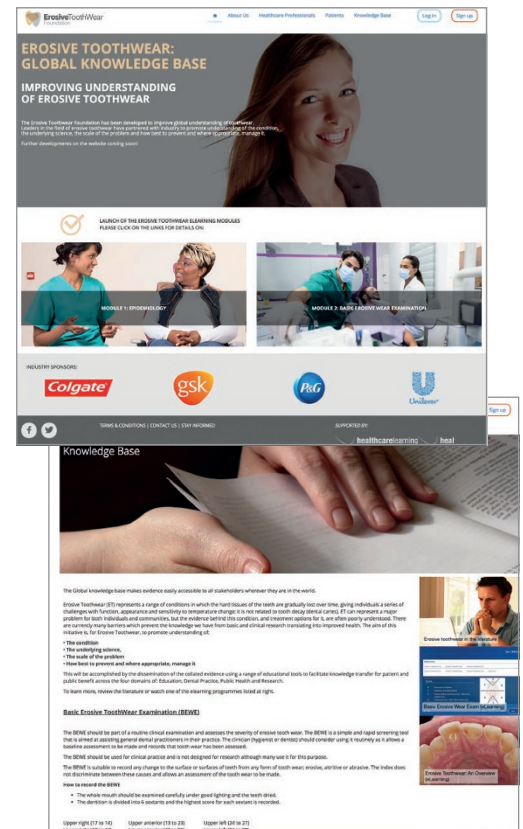 ErosiveToothWear
Foundation
About Us Healthcare Professionals Patients Knowledge Base
Log In Sign up
EROSIVE TOOTHWEAR:
GLOBAL KNOWLEDGE BASE
IMPROVING UNDERSTANDING
OF EROSIVE TOOTHWEAR
The Erosive Toothwear Foundation has been developed to improve global understanding of toothwear.
Leaders in the field of erosive toothwear have partnered with industry to promote understanding of the condition,
the underlying science, the scale of the problem and how best to prevent and where appropriate, manage it.
Further developments on the website coming soon!
LAUNCH OF THE EROSIVE TOOTHWEAR ELEARNING MODULES
PLEASE CLICK ON THE LINKS FOR DETAILS ON:
MODULE 1: EPIDEMIOLOGY
MODULE 2: BASIC EROSIVE WEAR EXAMINATION
INDUSTRY SPONSORS:
Colgate
gsk
P&G
Unilever
TERMS & CONDITIONS | CONTACT US | STAY INFORMED
SUPPORTED BY:
healthcarelearning heal
Sign up
Knowledge Base
The Global knowledge base makes evidence easily accessible to all stakeholders wherever they are in the world.
Erosive Toothwear (ET) represents a range of conditions in which the hard tissues of the teeth are gradually lost over time, giving individuals a series of
challenges with function, appearance and sensitivity to temperature change; it is not related to tooth decay (dental caries). ET can represent a major
problem for both individuals and communities, but the evidence behind this condition, and treatment options for it, are often poorly understood. There
are currently-many barriers which prevent the knowledge we have from basic and clinical research translating into improved health. The aim of this
initiative is, for Erosive Toothwear, to promote understanding of:
• The condition
• The underlying science,
• The scale of the problem
• How best to prevent and where appropriate, manage it
This will be accomplished by the dissemination of the collated evidence using a range of educational tools to facilitate knowledge transfer for patient and
public benefit across the four domains of: Education, Dental Practice, Public Health and Research.
To learn more, review the literature or watch one of the elearning programmes listed at right.
Erosive toothwear in the literature
Basic Erosive Wear Exam (eLearning)
Erosive Toothwear: An Overview
(eLearning)
Basic Erosive ToothWear Examination (BEWE)
The BEWE should be part of a routine clinical examination and assesses the severity of erosive tooth wear. The BEWE is a simple and rapid screening tool
that is aimed at assisting general dental practitioners in their practice. The clinician (hygienist or dentist) should consider using it routinely as it allows a
baseline assessment to be made and records that tooth-wear has been assessed.
The BEWE should be used for clinical practice and is not designed for research although many use it for this purpose.
The BEWE is suitable to record any change to the surface or surfaces of teeth from any form of tooth wear; erosive, attritive or abrasive. The index does
not discriminate between these causes and allows an assessment of the tooth wear to be made.
How to record the BEWE
• The whole mouth should be examined carefully under good lighting and the teeth dried.
• The dentition is divided into 6 sextants and the highest score for each sextant is recorded.
Upper right (17 to 14) Upper anterior (13 to 23) Upper left (24 to 27)